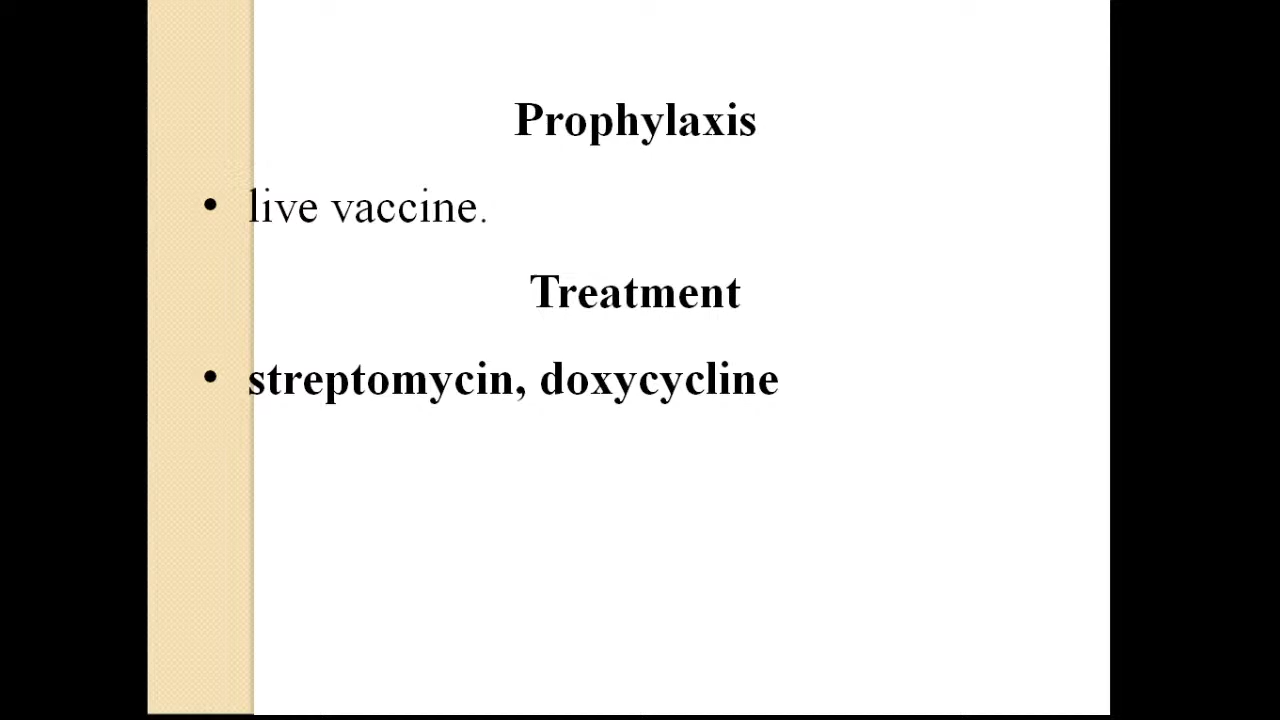 Prophylaxis
• live vaccine.
Treatment
• streptomycin, doxycycline